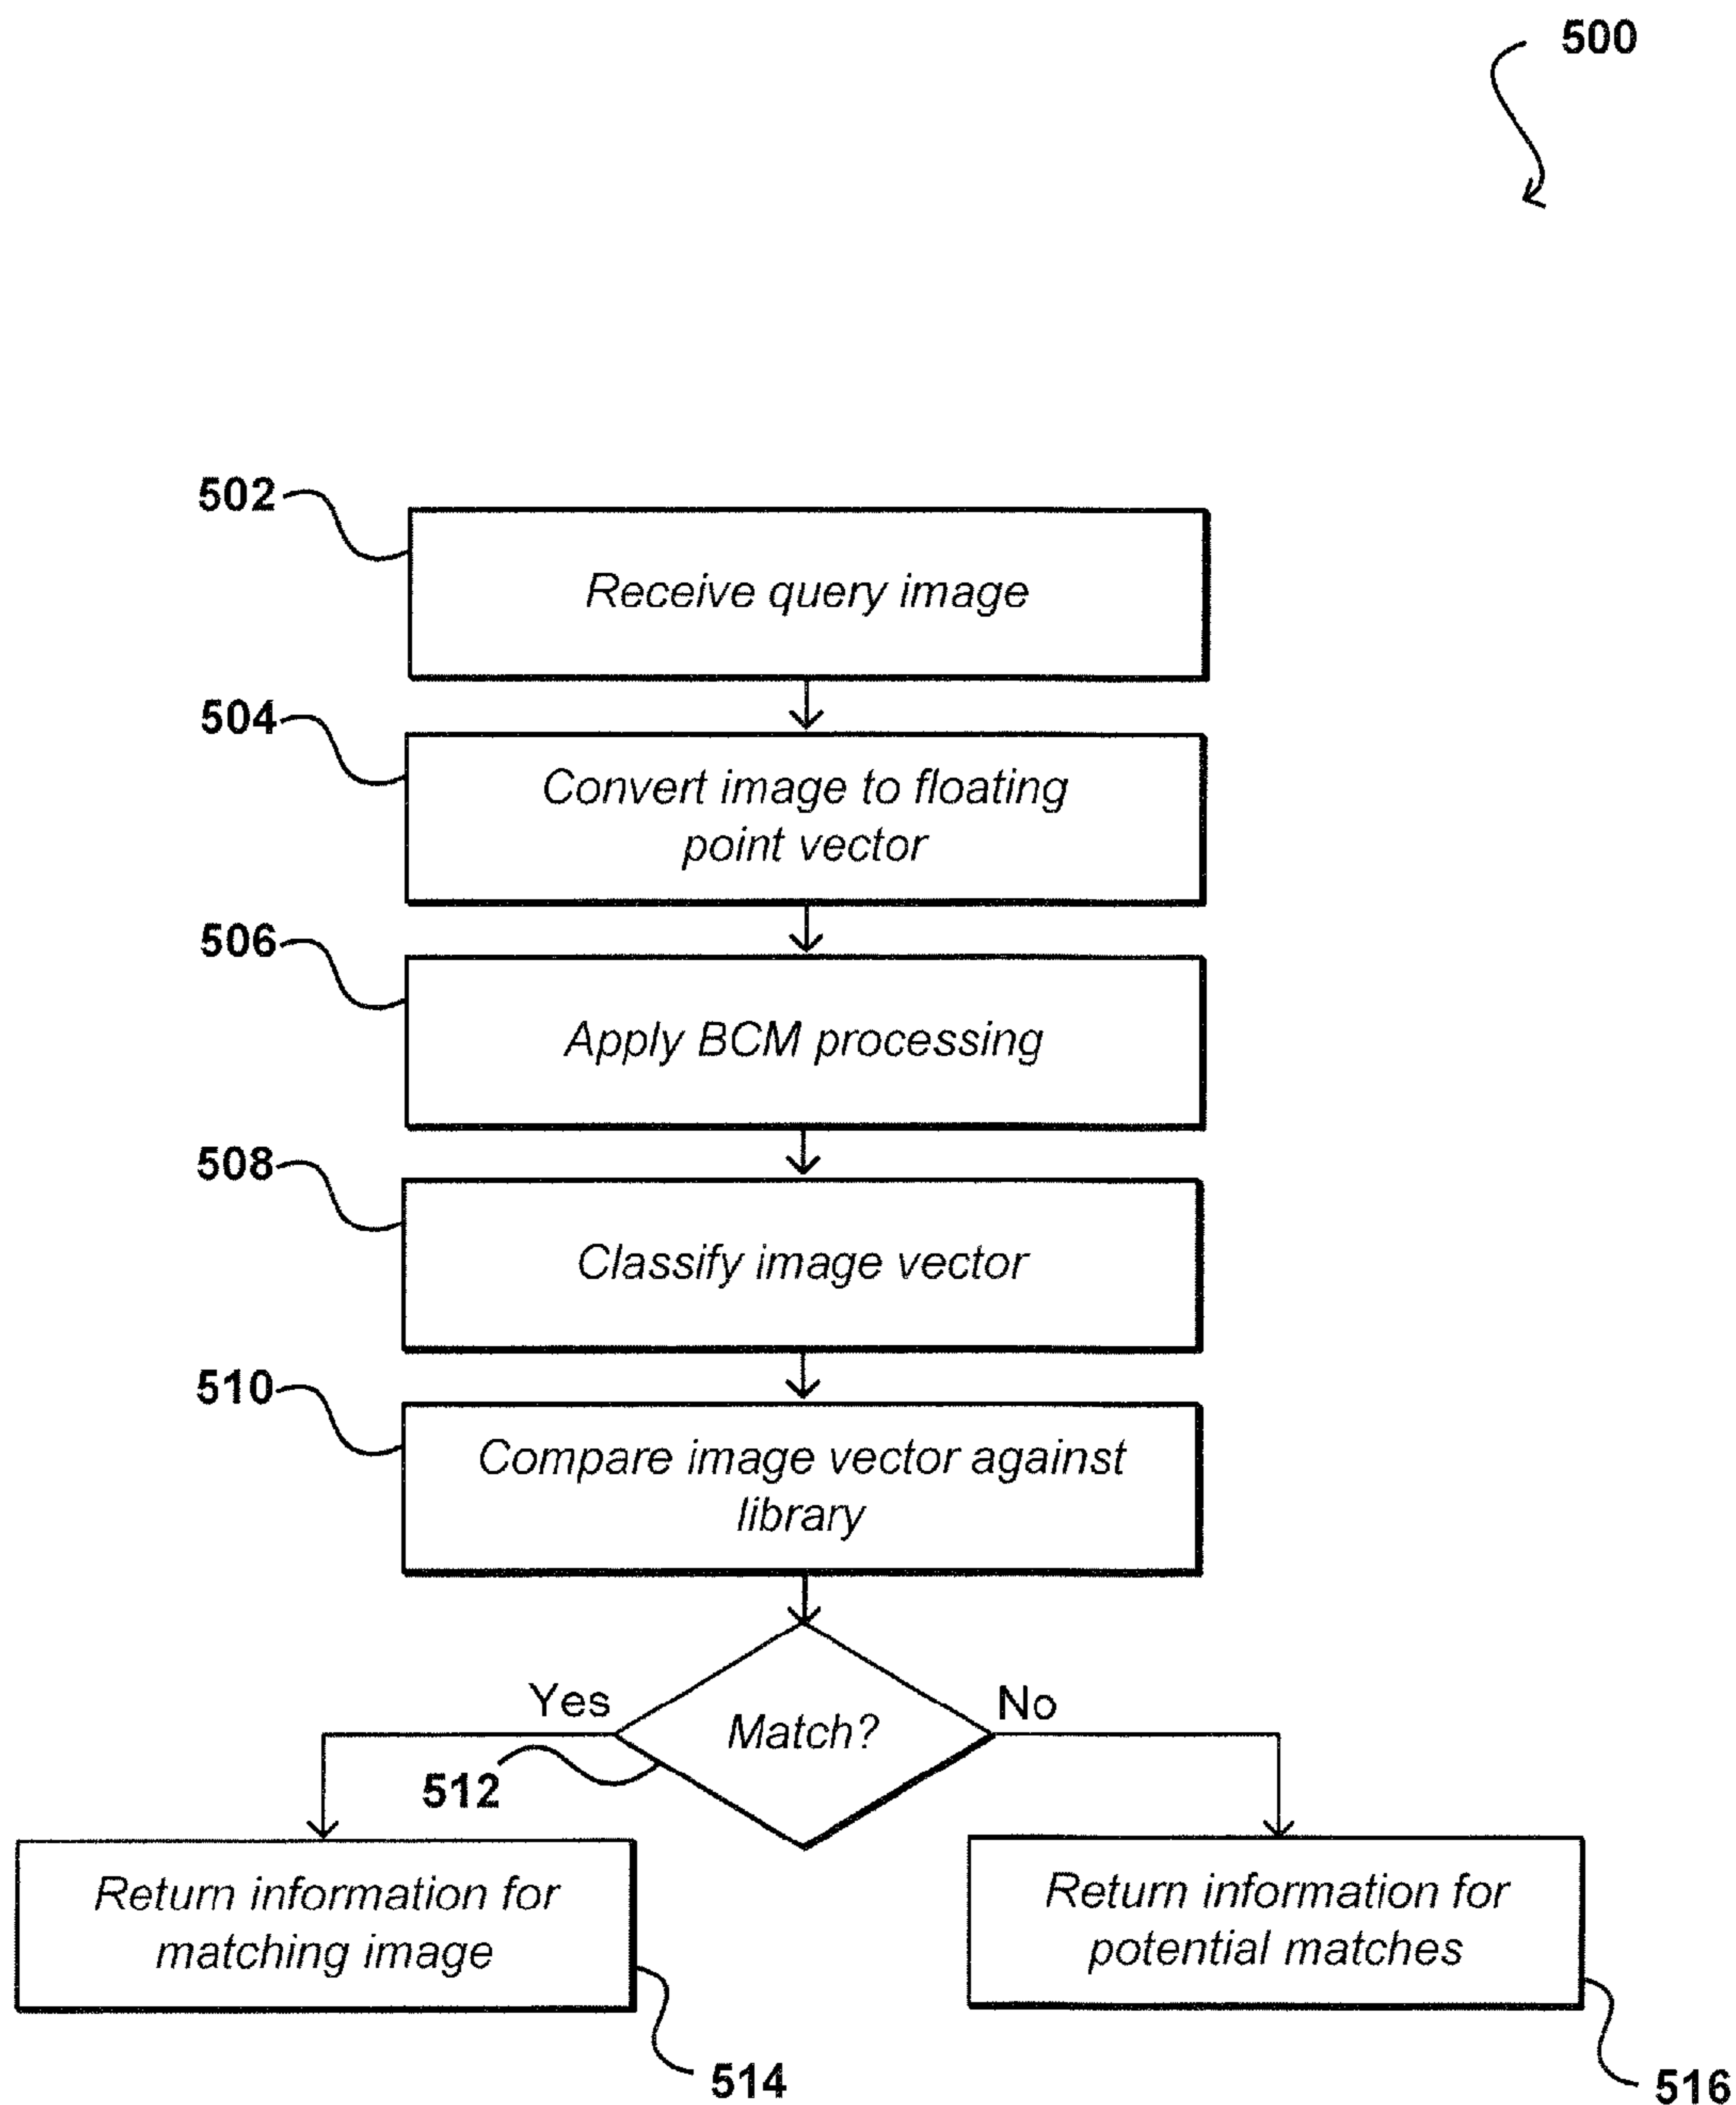 500
502
Receive query image
504
Convert image to floating
point vector
506
Apply BCM processing
508
Classify image vector
510
Compare image vector against
library
Yes
Match?
No
512
Return information for
matching image
Return information for
potential matches
514
516